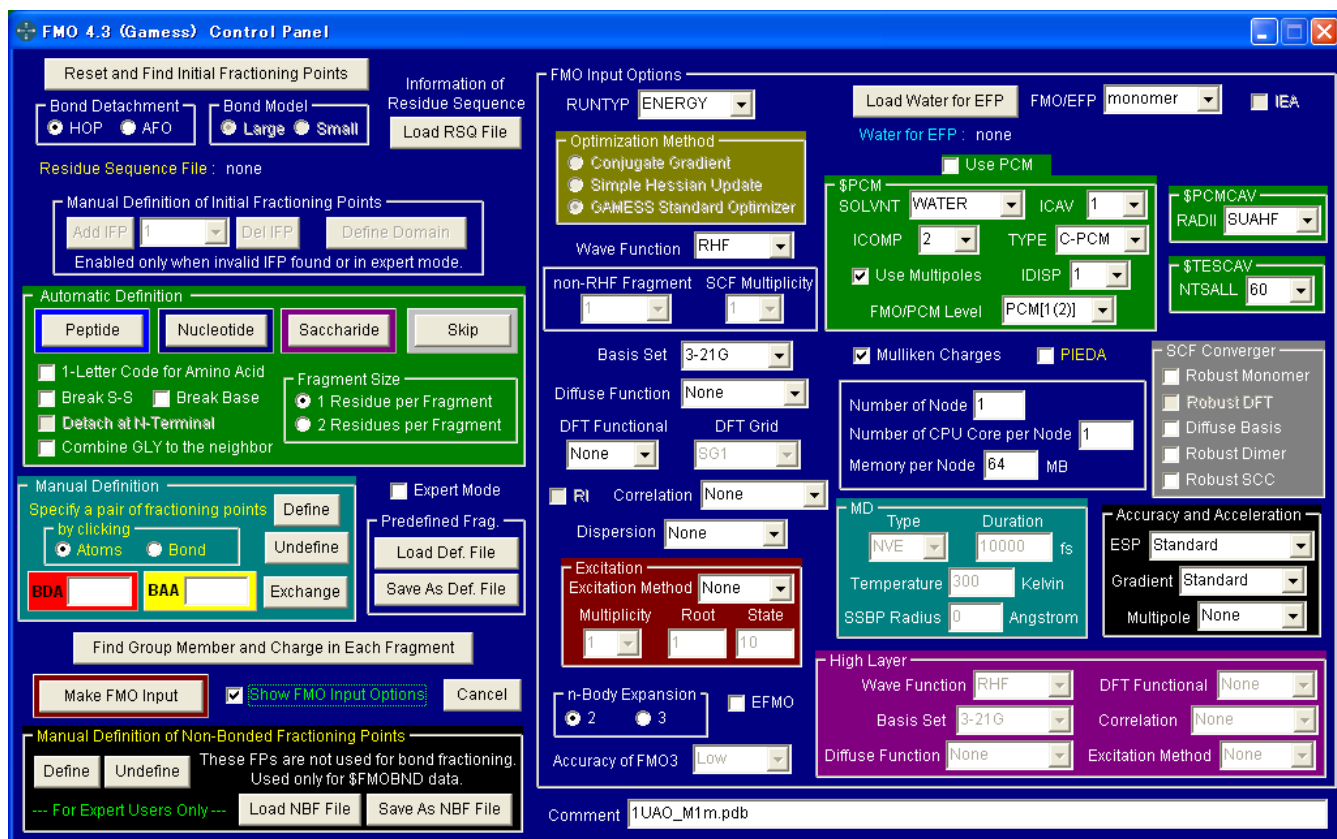 FMO 4.3 (Gamess) Control Panel
Reset and Find Initial Fractioning Points
Information of
Residue Sequence
Load RSQ File
Bond Detachment
HOP AFO
Bond Model
Large Small
Residue Sequence File : none
Manual Definition of Initial Fractioning Points
Add IFP 1 Del IFP Define Domain
Enabled only when invalid IFP found or in expert mode.
Automatic Definition
Peptide Nucleotide Saccharide Skip
1-Letter Code for Amino Acid
Break S-S Break Base
Detach at N-Terminal
Combine GLY to the neighbor
Fragment Size
1 Residue per Fragment
2 Residues per Fragment
Manual Definition
Specify a pair of fractioning points
by clicking
Atoms Bond
Define
Undefine
BDA BAA Exchange
Expert Mode
Predefined Frag.
Load Def. File
Save As Def. File
Find Group Member and Charge in Each Fragment
Make FMO Input Show FMO Input Options Cancel
Manual Definition of Non-Bonded Fractioning Points
Define Undefine
These FPs are not used for bond fractioning.
Used only for $FMOBND data.
--- For Expert Users Only --- Load NBF File Save As NBF File
FMO Input Options
RUNTYP ENERGY
Optimization Method
Conjugate Gradient
Simple Hessian Update
GAMESS Standard Optimizer
Wave Function RHF
non-RHF Fragment SCF Multiplicity
1 1
Basis Set 3-21G
Diffuse Function None
DFT Functional DFT Grid
None SG1
RI Correlation None
Dispersion None
Excitation
Excitation Method None
Multiplicity Root State
1 1 10
n-Body Expansion
2 3
EFMO
Accuracy of FMO3 Low
Load Water for EFP FMO/EFP monomer IEA
Water for EFP : none
Use PCM
$PCM
SOLVNT WATER ICAV 1
ICOMP 2 TYPE C-PCM
Use Multipoles IDISP 1
FMO/PCM Level PCM[1(2)]
$PCMCAV
RADII SUAHF
$TESCAV
NTSALL 60
Mulliken Charges PIEDA
Number of Node 1
Number of CPU Core per Node 1
Memory per Node 64 MB
SCF Converger
Robust Monomer
Robust DFT
Diffuse Basis
Robust Dimer
Robust SCC
MD
Type Duration
NVE 10000 fs
Temperature 300 Kelvin
SSBP Radius 0 Angstrom
Accuracy and Acceleration
ESP Standard
Gradient Standard
Multipole None
High Layer
Wave Function RHF DFT Functional None
Basis Set 3-21G Correlation None
Diffuse Function None Excitation Method None
Comment 1UAO_M1m.pdb